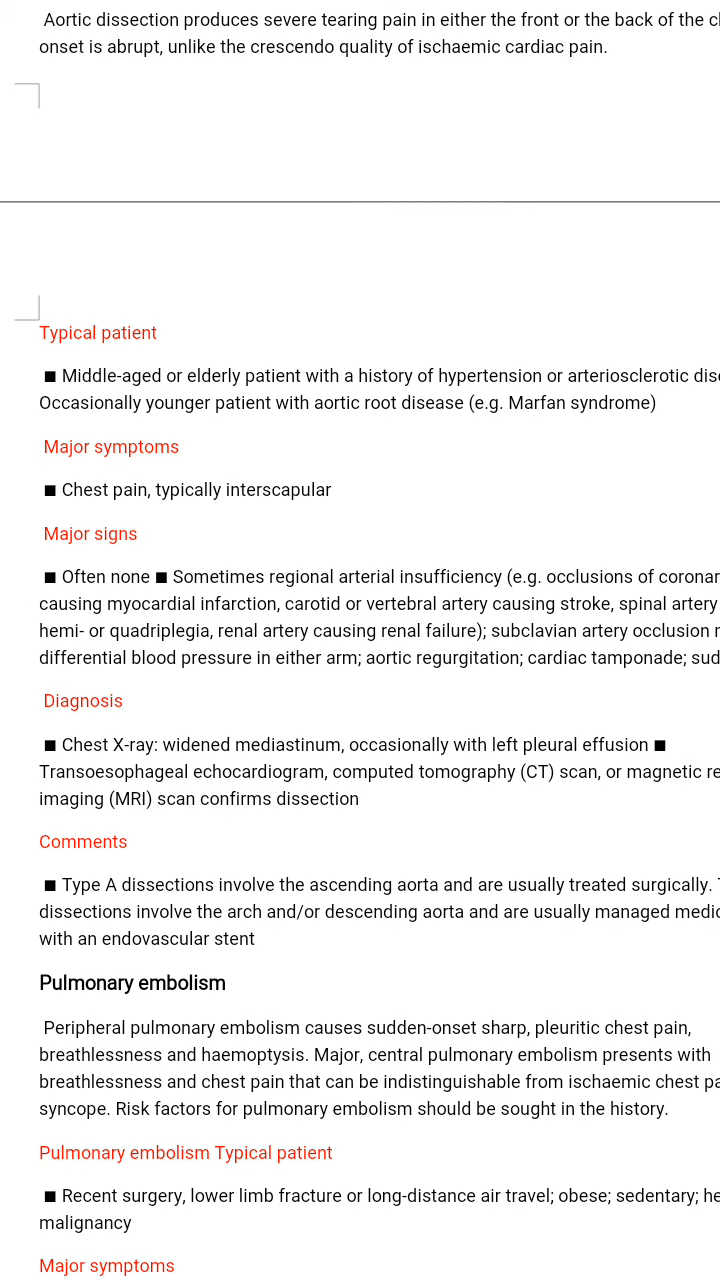 Aortic dissection produces severe tearing pain in either the front or the back of the
onset is abrupt, unlike the crescendo quality of ischaemic cardiac pain.
Typical patient
■ Middle-aged or elderly patient with a history of hypertension or arteriosclerotic
Occasionally younger patient with aortic root disease (e.g. Marfan syndrome)
Major symptoms
■ Chest pain, typically interscapular
Major signs
■ Often none ■ Sometimes regional arterial insufficiency (e.g. occlusions of
causing myocardial infarction, carotid or vertebral artery causing stroke, spinal artery
hemi- or quadriplegia, renal artery causing renal failure); subclavian artery occlusion
differential blood pressure in either arm; aortic regurgitation; cardiac tamponade;
Diagnosis
■ Chest X-ray: widened mediastinum, occasionally with left pleural effusion ■
Transoesophageal echocardiogram, computed tomography (CT) scan, or magnetic
imaging (MRI) scan confirms dissection
Comments
■ Type A dissections involve the ascending aorta and are usually treated surgically.
dissections involve the arch and/or descending aorta and are usually managed
with an endovascular stent
Pulmonary embolism
Peripheral pulmonary embolism causes sudden-onset sharp, pleuritic chest pain,
breathlessness and haemoptysis. Major, central pulmonary embolism presents with
breathlessness and chest pain that can be indistinguishable from ischaemic chest
syncope. Risk factors for pulmonary embolism should be sought in the history.
Pulmonary embolism Typical patient
■ Recent surgery, lower limb fracture or long-distance air travel; obese; sedentary;
malignancy
Major symptoms